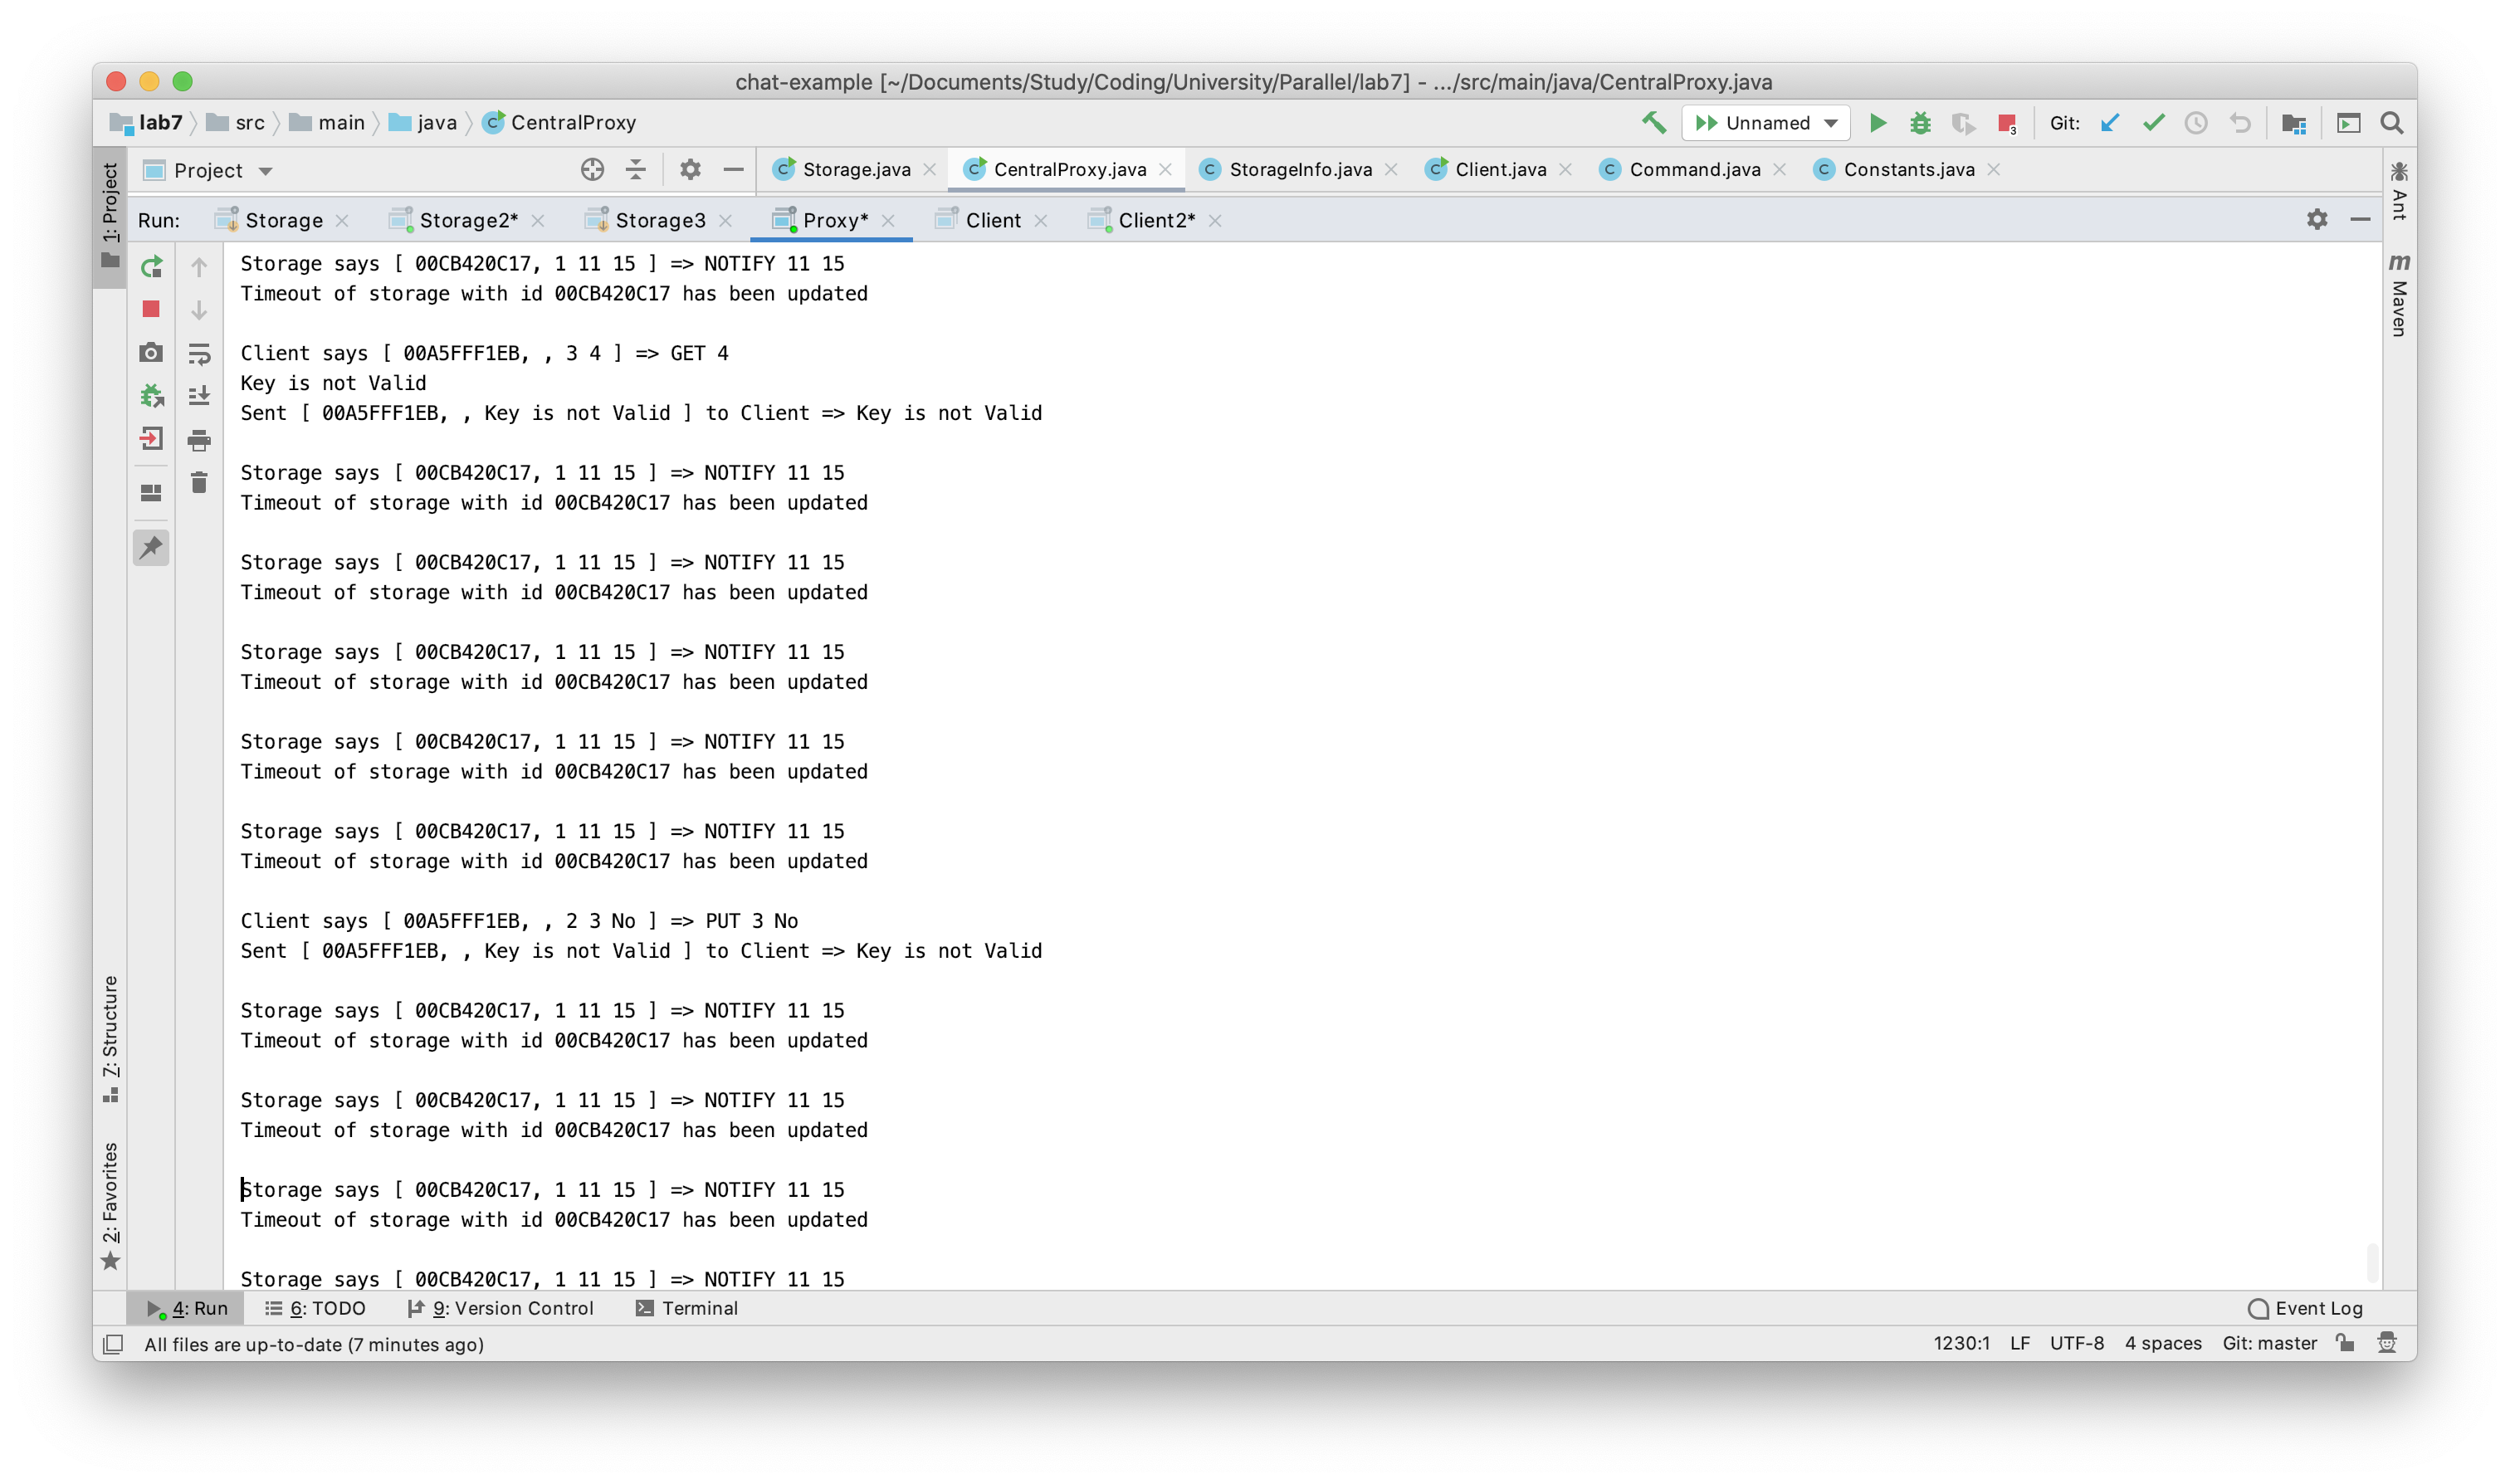 chat-example [~/Documents/Study/Coding/University/Parallel/lab7] - .../src/main/java/CentralProxy.java
lab7 src main java CentralProxy Unnamed 3 Git:
1: Project
Project Storage.java CentralProxy.java StorageInfo.java Client.java Command.java Constants.java
Ant
Maven
Run: Storage Storage2* Storage3 Proxy* Client Client2*
Storage says [ 00CB420C17, 1 11 15 ] => NOTIFY 11 15
Timeout of storage with id 00CB420C17 has been updated
Client says [ 00A5FFF1EB, , 3 4 ] => GET 4
Key is not Valid
Sent [ 00A5FFF1EB, , Key is not Valid ] to Client => Key is not Valid
Storage says [ 00CB420C17, 1 11 15 ] => NOTIFY 11 15
Timeout of storage with id 00CB420C17 has been updated
Storage says [ 00CB420C17, 1 11 15 ] => NOTIFY 11 15
Timeout of storage with id 00CB420C17 has been updated
Storage says [ 00CB420C17, 1 11 15 ] => NOTIFY 11 15
Timeout of storage with id 00CB420C17 has been updated
Storage says [ 00CB420C17, 1 11 15 ] => NOTIFY 11 15
Timeout of storage with id 00CB420C17 has been updated
Storage says [ 00CB420C17, 1 11 15 ] => NOTIFY 11 15
Timeout of storage with id 00CB420C17 has been updated
Client says [ 00A5FFF1EB, , 2 3 No ] => PUT 3 No
Sent [ 00A5FFF1EB, , Key is not Valid ] to Client => Key is not Valid
Storage says [ 00CB420C17, 1 11 15 ] => NOTIFY 11 15
Timeout of storage with id 00CB420C17 has been updated
Storage says [ 00CB420C17, 1 11 15 ] => NOTIFY 11 15
Timeout of storage with id 00CB420C17 has been updated
Storage says [ 00CB420C17, 1 11 15 ] => NOTIFY 11 15
Timeout of storage with id 00CB420C17 has been updated
Storage says [ 00CB420C17, 1 11 15 ] => NOTIFY 11 15
7: Structure
2: Favorites
4: Run 6: TODO 9: Version Control Terminal Event Log
All files are up-to-date (7 minutes ago) 1230:1 LF UTF-8 4 spaces Git: master